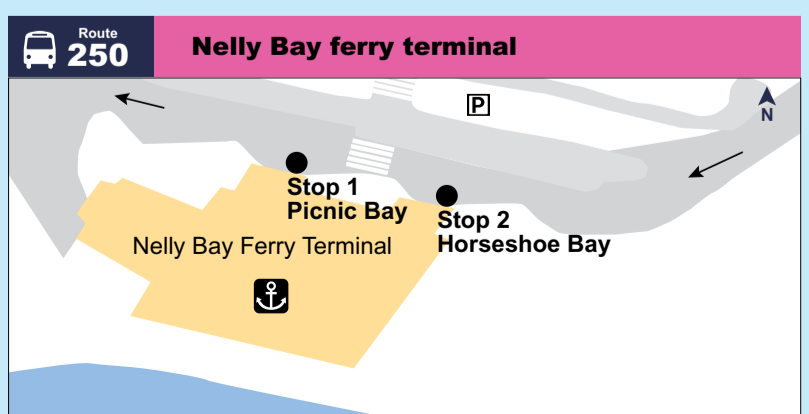 Route
250
Nelly Bay ferry terminal
P
N
Stop 1
Picnic Bay
Stop 2
Horseshoe Bay
Nelly Bay Ferry Terminal